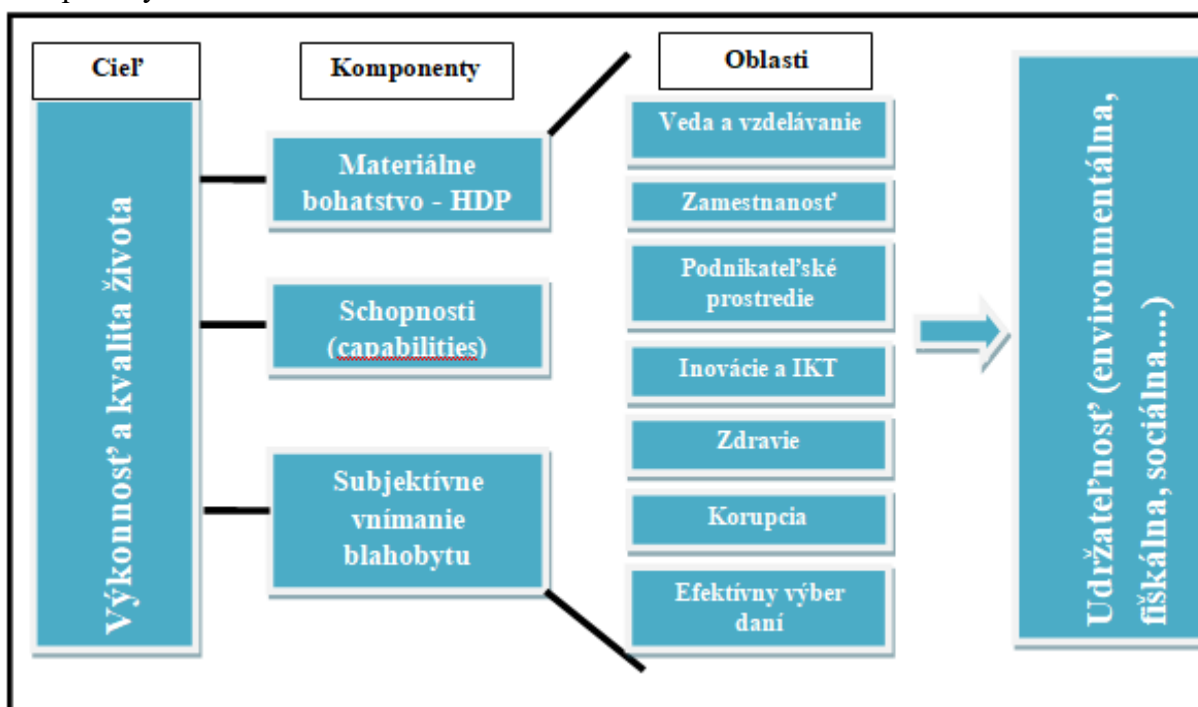 Cieľ
Výkonnosť a kvalita života
Komponenty
Materiálne
bohatstvo - HDP
Schopnosti
(capabilities)
Subjektívne
vnímanie
blahobytu
Oblasti
Veda a vzdelávanie
Zamestnanosť
Podnikateľské
prostredie
Inovácie a IKT
Zdravie
Korupcia
Efektívny výber
daní
Udržateľnosť (environmentálna,
fiškálna, sociálna....)